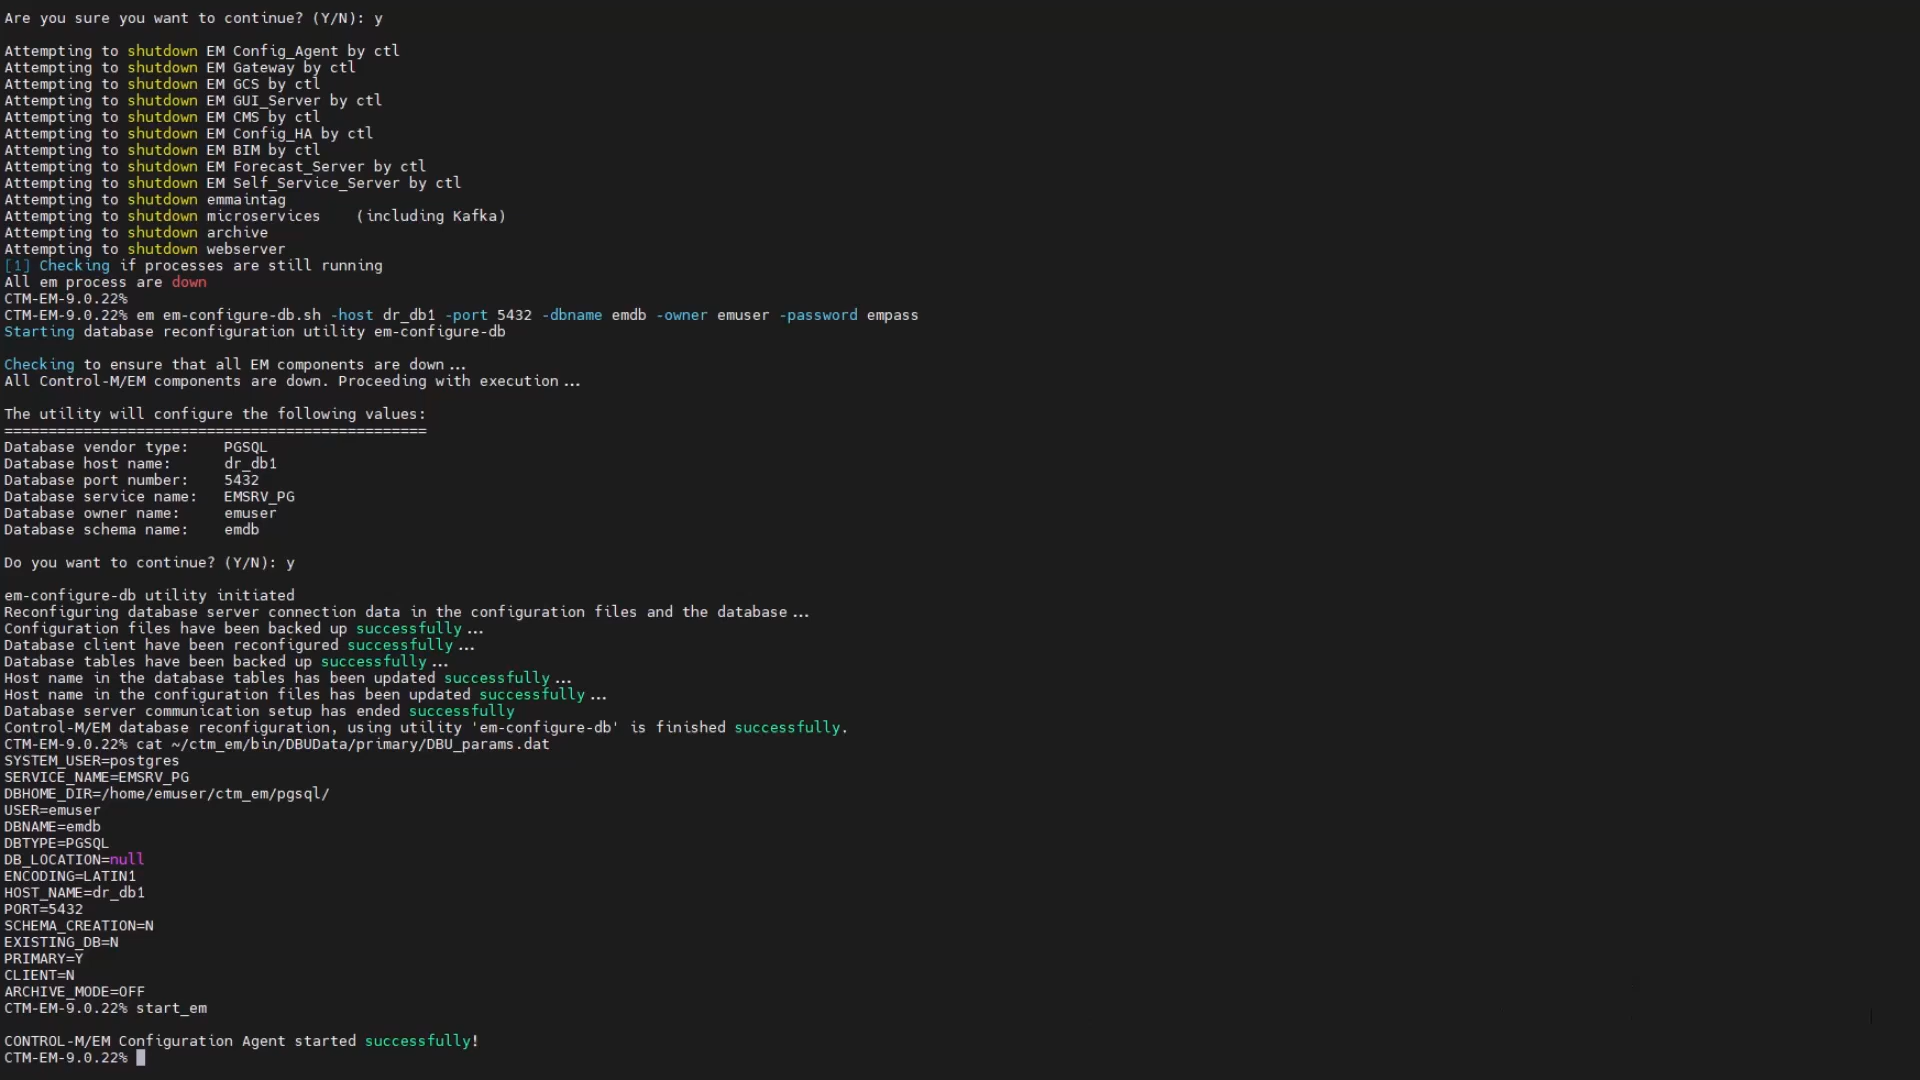 Are you sure you want to continue? (Y/N): y
Attempting to shutdown EM Config_Agent by ctl
Attempting to shutdown EM Gateway by ctl
Attempting to shutdown EM GCS by ctl
Attempting to shutdown EM GUI_Server by ctl
Attempting to shutdown EM CMS by ctl
Attempting to shutdown EM Config_HA by ctl
Attempting to shutdown EM BIM by ctl
Attempting to shutdown EM Forecast_Server by ctl
Attempting to shutdown EM Self_Service_Server by ctl
Attempting to shutdown emmaintag
Attempting to shutdown microservices    (including Kafka)
Attempting to shutdown archive
Attempting to shutdown webserver
[1] Checking if processes are still running
All em process are down
CTM-EM-9.0.22%
CTM-EM-9.0.22% em em-configure-db.sh -host dr_db1 -port 5432 -dbname emdb -owner emuser -password empass
Starting database reconfiguration utility em-configure-db
Checking to ensure that all EM components are down...
All Control-M/EM components are down. Proceeding with execution...
The utility will configure the following values:
================================================
Database vendor type:    PGSQL
Database host name:      dr_db1
Database port number:    5432
Database service name:   EMSRV_PG
Database owner name:     emuser
Database schema name:    emdb
Do you want to continue? (Y/N): y
em-configure-db utility initiated
Reconfiguring database server connection data in the configuration files and the database...
Configuration files have been backed up successfully...
Database client have been reconfigured successfully...
Database tables have been backed up successfully...
Host name in the database tables has been updated successfully...
Host name in the configuration files has been updated successfully...
Database server communication setup has ended successfully
Control-M/EM database reconfiguration, using utility 'em-configure-db' is finished successfully.
CTM-EM-9.0.22% cat ~/ctm_em/bin/DBUData/primary/DBU_params.dat
SYSTEM_USER=postgres
SERVICE_NAME=EMSRV_PG
DBHOME_DIR=/home/emuser/ctm_em/pgsql/
USER=emuser
DBNAME=emdb
DBTYPE=PGSQL
DB_LOCATION=null
ENCODING=LATIN1
HOST_NAME=dr_db1
PORT=5432
SCHEMA_CREATION=N
EXISTING_DB=N
PRIMARY=Y
CLIENT=N
ARCHIVE_MODE=OFF
CTM-EM-9.0.22% start_em
CONTROL-M/EM Configuration Agent started successfully!
CTM-EM-9.0.22%